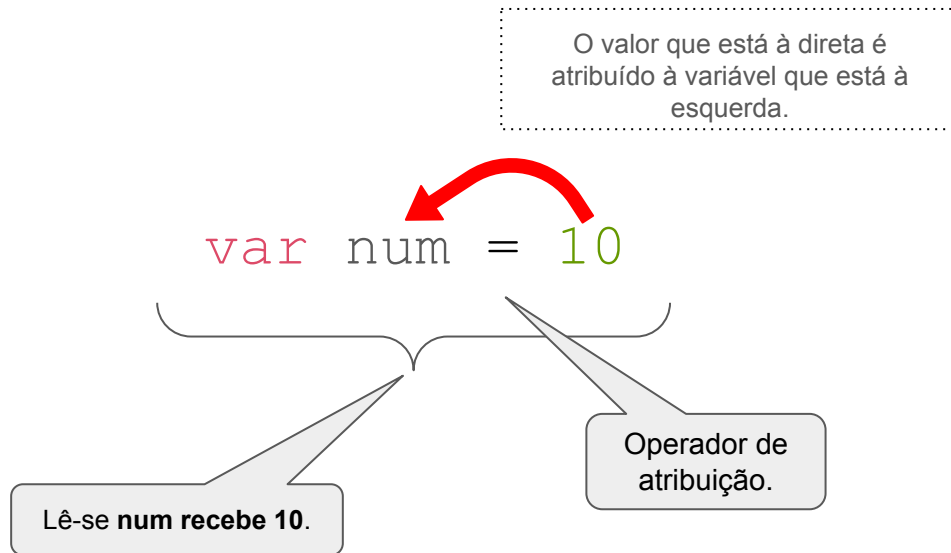 O valor que está à direta é
atribuído à variável que está à
esquerda.
var num = 10
Operador de
atribuição.
Lê-se num recebe 10.